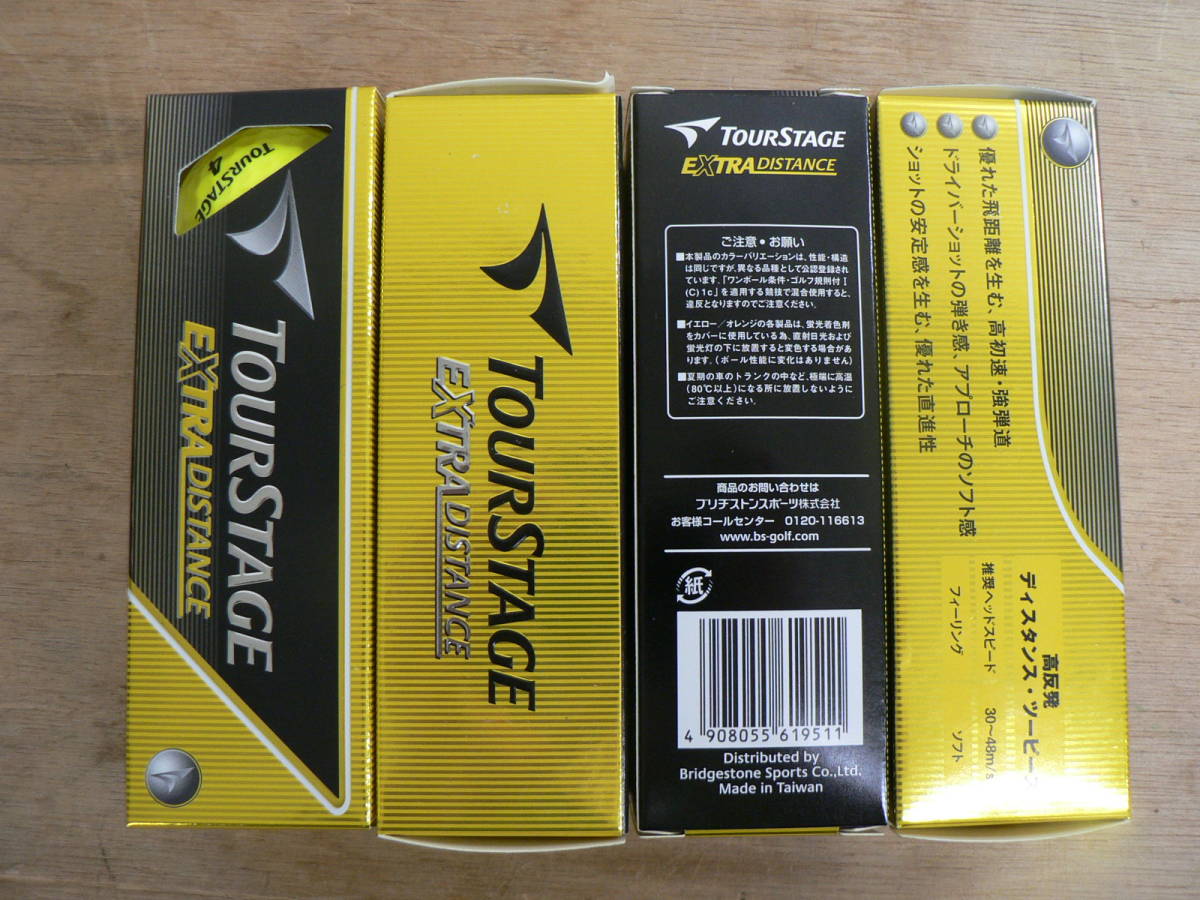 TOURSTAGE
4
TOURSTAGE
TOURSTAGE
EXTRA DISTANCE
TOURSTAGE
EXTRA DISTANCE
TOURSTAGE
EXTRA DISTANCE
ご注意・お願い
■本製品のカラーバリエーションは、性能・構造
は同じですが、異なる品種として公認登録され
ています。「ワンボール条件・ゴルフ規則付Ⅰ
(C)1c」を適用する競技で混合使用すると、
違反となりますのでご注意ください。
■イエロー/オレンジの各製品は、蛍光着色剤
をカバーに使用している為、直射日光および
蛍光灯の下に放置すると変色する場合があ
ります。(ボール性能に変化はありません)
■夏期の車のトランクの中など、極端に高温
(80℃以上)になる所に放置しないように
ご注意ください。
商品のお問い合わせは
ブリヂストンスポーツ株式会社
お客様コールセンター 0120-116613
www.bs-golf.com
紙
4 908055 619511
Distributed by
Bridgestone Sports Co.,Ltd.
Made in Taiwan
優れた飛距離を生む、高初速・強弾道
ドライバーショットの弾き感、アプローチのソフト感
ショットの安定感を生む、優れた直進性
高反発
ディスタンス・ツーピース
推奨ヘッドスピード 30～48m/s
フィーリング ソフト